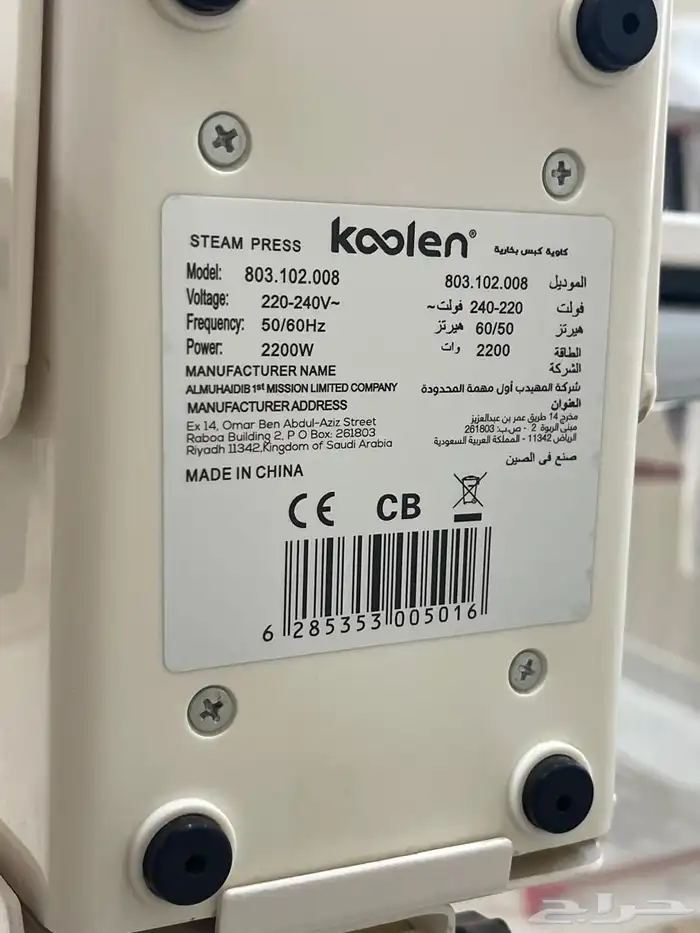 STEAM PRESS koolen® كاوية كبس بخارية
Model: 803.102.008 803.102.008 الموديل
Voltage: 220-240V~ فولت 240-220 فولت~
Frequency: 50/60Hz هيرتز 60/50 هيرتز
Power: 2200W الطاقة 2200 وات
MANUFACTURER NAME الشركة
ALMUHAIDIB 1st MISSION LIMITED COMPANY شركة المهيدب أول مهمة المحدودة
MANUFACTURER ADDRESS العنوان
Ex 14, Omar Ben Abdul-Aziz Street مخرج 14 طريق عمر بن عبدالعزيز
Raboa Building 2, P O Box: 261803 مبنى الربوة 2 - ص.ب: 261803
Riyadh 11342,Kingdom of Saudi Arabia الرياض 11342 - المملكة العربية السعودية
MADE IN CHINA صنع في الصين
CE CB
6 285353 005016
حراج